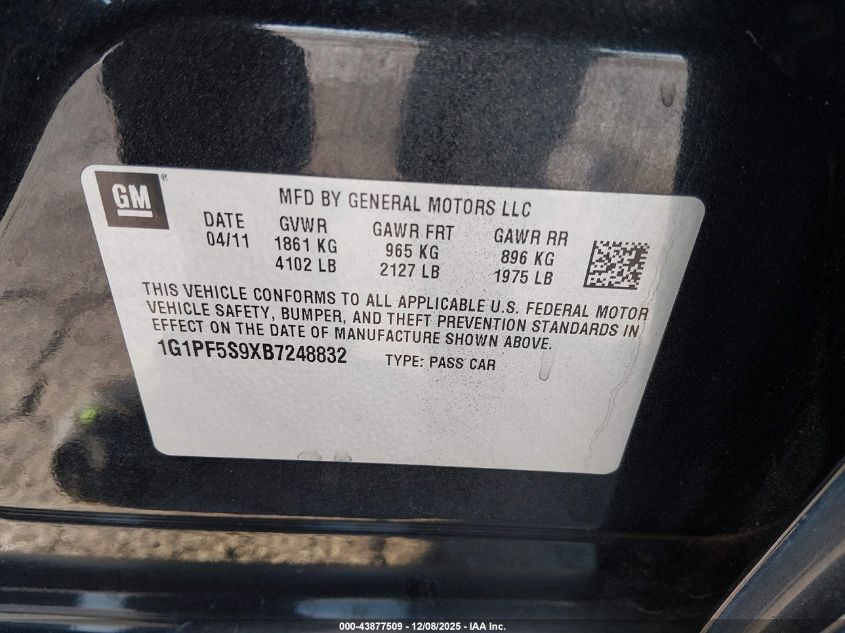 GM
MFD BY GENERAL MOTORS LLC
DATE GVWR GAWR FRT GAWR RR
04/11 1861 KG 965 KG 896 KG
4102 LB 2127 LB 1975 LB
THIS VEHICLE CONFORMS TO ALL APPLICABLE U.S. FEDERAL MOTOR
VEHICLE SAFETY, BUMPER, AND THEFT PREVENTION STANDARDS IN
EFFECT ON THE DATE OF MANUFACTURE SHOWN ABOVE.
1G1PF5S9XB7248832 TYPE: PASS CAR
000-43877509 - 12/08/2025 - IAA Inc.